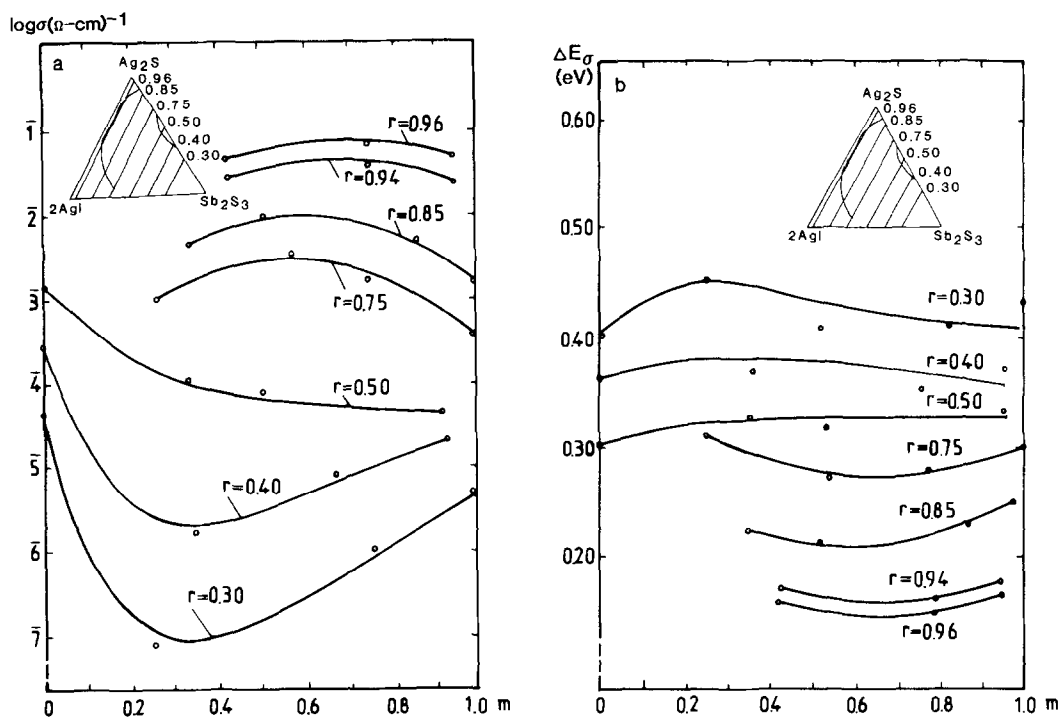 logσ(Ω-cm)⁻¹
a
Ag₂S
0.96
0.85
0.75
0.50
0.40
0.30
2AgI
Sb₂S₃
1̅
2̅
3̅
4̅
5̅
6̅
7̅
r=0.96
r=0.94
r=0.85
r=0.75
r=0.50
r=0.40
r=0.30
0 0.2 0.4 0.6 0.8 1.0 m
ΔEσ
(eV)
b
Ag₂S
0.96
0.85
0.75
0.50
0.40
0.30
2AgI
Sb₂S₃
0.60
0.50
0.40
0.30
0.20
r=0.30
r=0.40
r=0.50
r=0.75
r=0.85
r=0.94
r=0.96
0 0.2 0.4 0.6 0.8 1.0 m